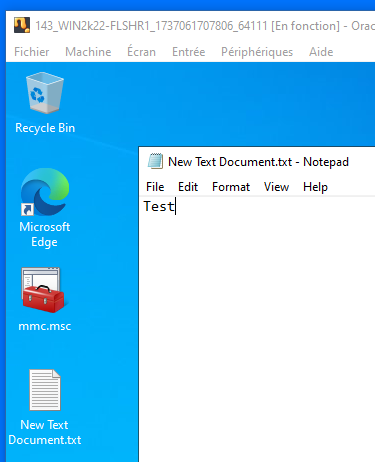 143_WIN2k22-FLSHR1_1737061707806_64111 [En fonction] - Orac
Fichier Machine Écran Entrée Périphériques Aide
Recycle Bin
New Text Document.txt - Notepad
File Edit Format View Help
Test
Microsoft
Edge
mmc.msc
New Text
Document.txt